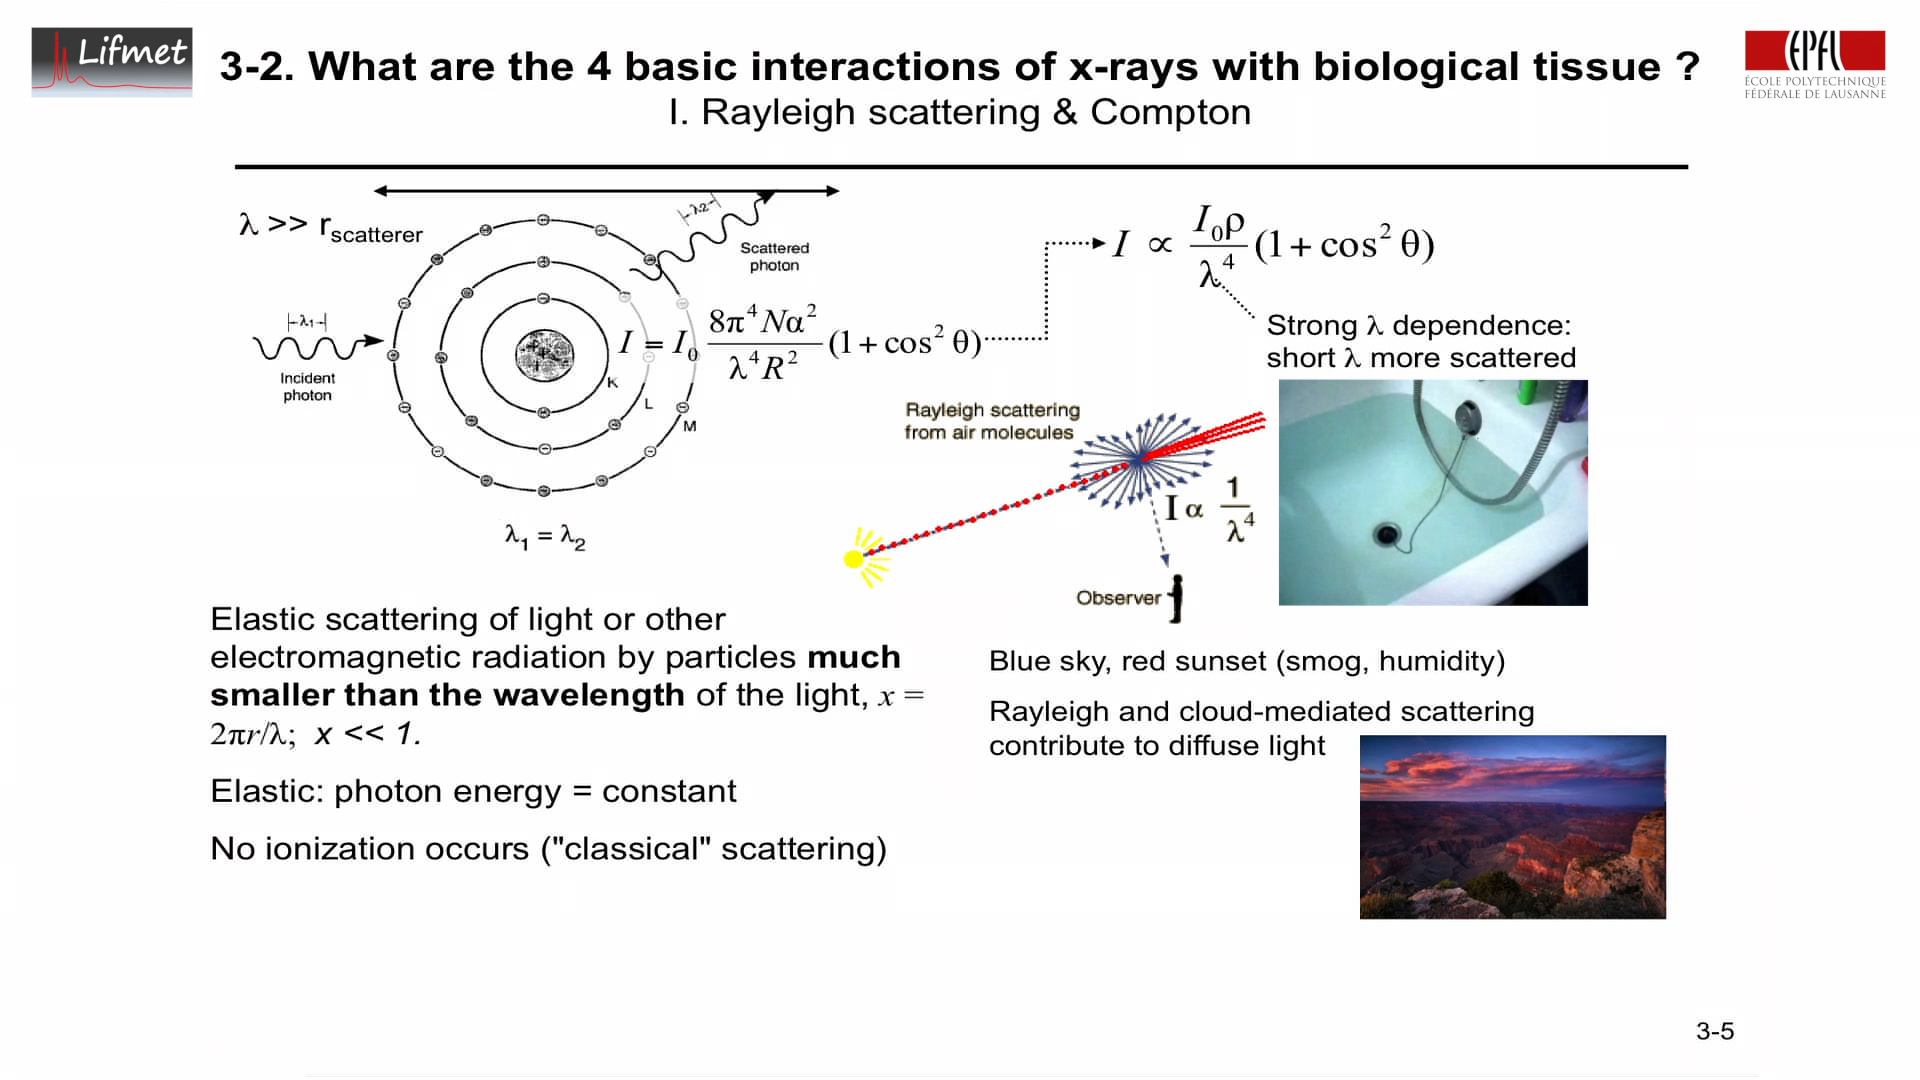 Lifmet
3-2. What are the 4 basic interactions of x-rays with biological tissue ?
I. Rayleigh scattering & Compton
EPFL
ÉCOLE POLYTECHNIQUE
FÉDÉRALE DE LAUSANNE
λ >> r_scatterer
λ2
Scattered
photon
λ1
Incident
photon
K
L
M
I = I₀ 8π⁴Nα² / λ⁴R² (1 + cos² θ)
λ₁ = λ₂
I ∝ I₀ρ / λ⁴ (1 + cos² θ)
Strong λ dependence:
short λ more scattered
Rayleigh scattering
from air molecules
I α 1 / λ⁴
Observer
Elastic scattering of light or other
electromagnetic radiation by particles much
smaller than the wavelength of the light, x =
2πr/λ; x << 1.
Elastic: photon energy = constant
No ionization occurs ("classical" scattering)
Blue sky, red sunset (smog, humidity)
Rayleigh and cloud-mediated scattering
contribute to diffuse light
3-5